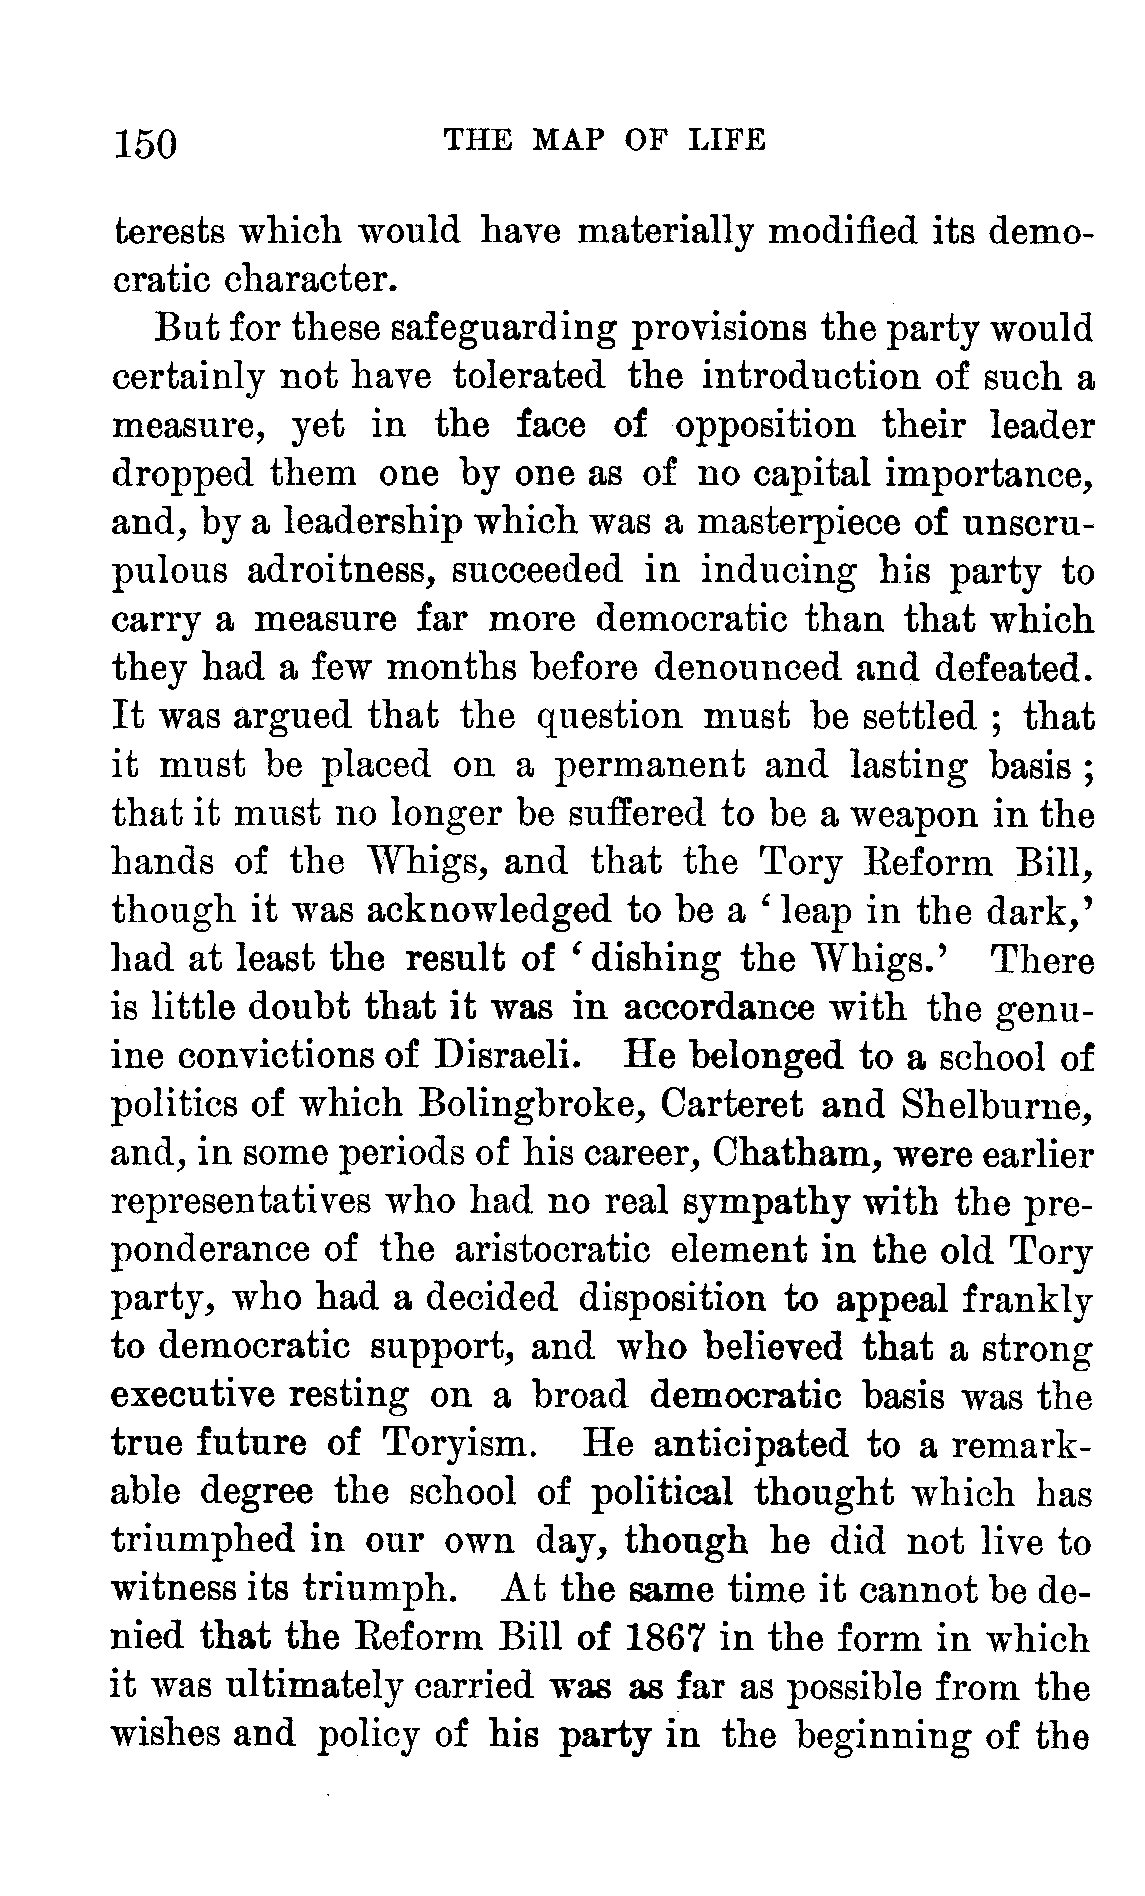 150 THE MAP OF LIFE
terests which would have materially modified its demo-
cratic character.
But for these safeguarding provisions the party would
certainly not have tolerated the introduction of such a
measure, yet in the face of opposition their leader
dropped them one by one as of no capital importance,
and, by a leadership which was a masterpiece of unscru-
pulous adroitness, succeeded in inducing his party to
carry a measure far more democratic than that which
they had a few months before denounced and defeated.
It was argued that the question must be settled ; that
it must be placed on a permanent and lasting basis ;
that it must no longer be suffered to be a weapon in the
hands of the Whigs, and that the Tory Reform Bill,
though it was acknowledged to be a ‘ leap in the dark,’
had at least the result of ‘ dishing the Whigs.’ There
is little doubt that it was in accordance with the genu-
ine convictions of Disraeli. He belonged to a school of
politics of which Bolingbroke, Carteret and Shelburne,
and, in some periods of his career, Chatham, were earlier
representatives who had no real sympathy with the pre-
ponderance of the aristocratic element in the old Tory
party, who had a decided disposition to appeal frankly
to democratic support, and who believed that a strong
executive resting on a broad democratic basis was the
true future of Toryism. He anticipated to a remark-
able degree the school of political thought which has
triumphed in our own day, though he did not live to
witness its triumph. At the same time it cannot be de-
nied that the Reform Bill of 1867 in the form in which
it was ultimately carried was as far as possible from the
wishes and policy of his party in the beginning of the